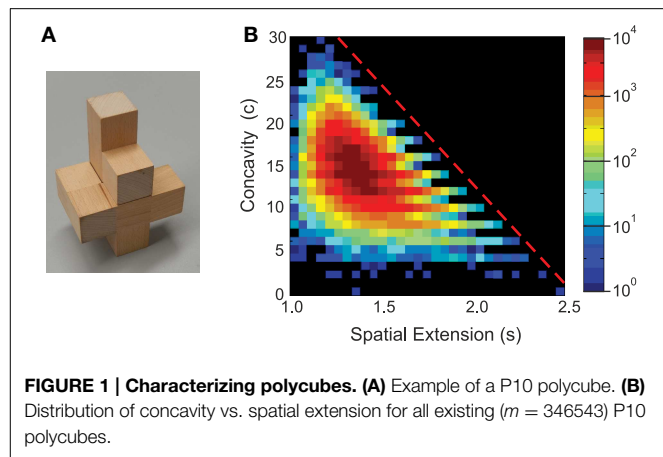 A
B
30
25
20
15
10
5
0
Concavity (c)
1.0 1.5 2.0 2.5
Spatial Extension (s)
10^4
10^3
10^2
10^1
10^0
FIGURE 1 | Characterizing polycubes. (A) Example of a P10 polycube. (B)
Distribution of concavity vs. spatial extension for all existing (m = 346543) P10
polycubes.